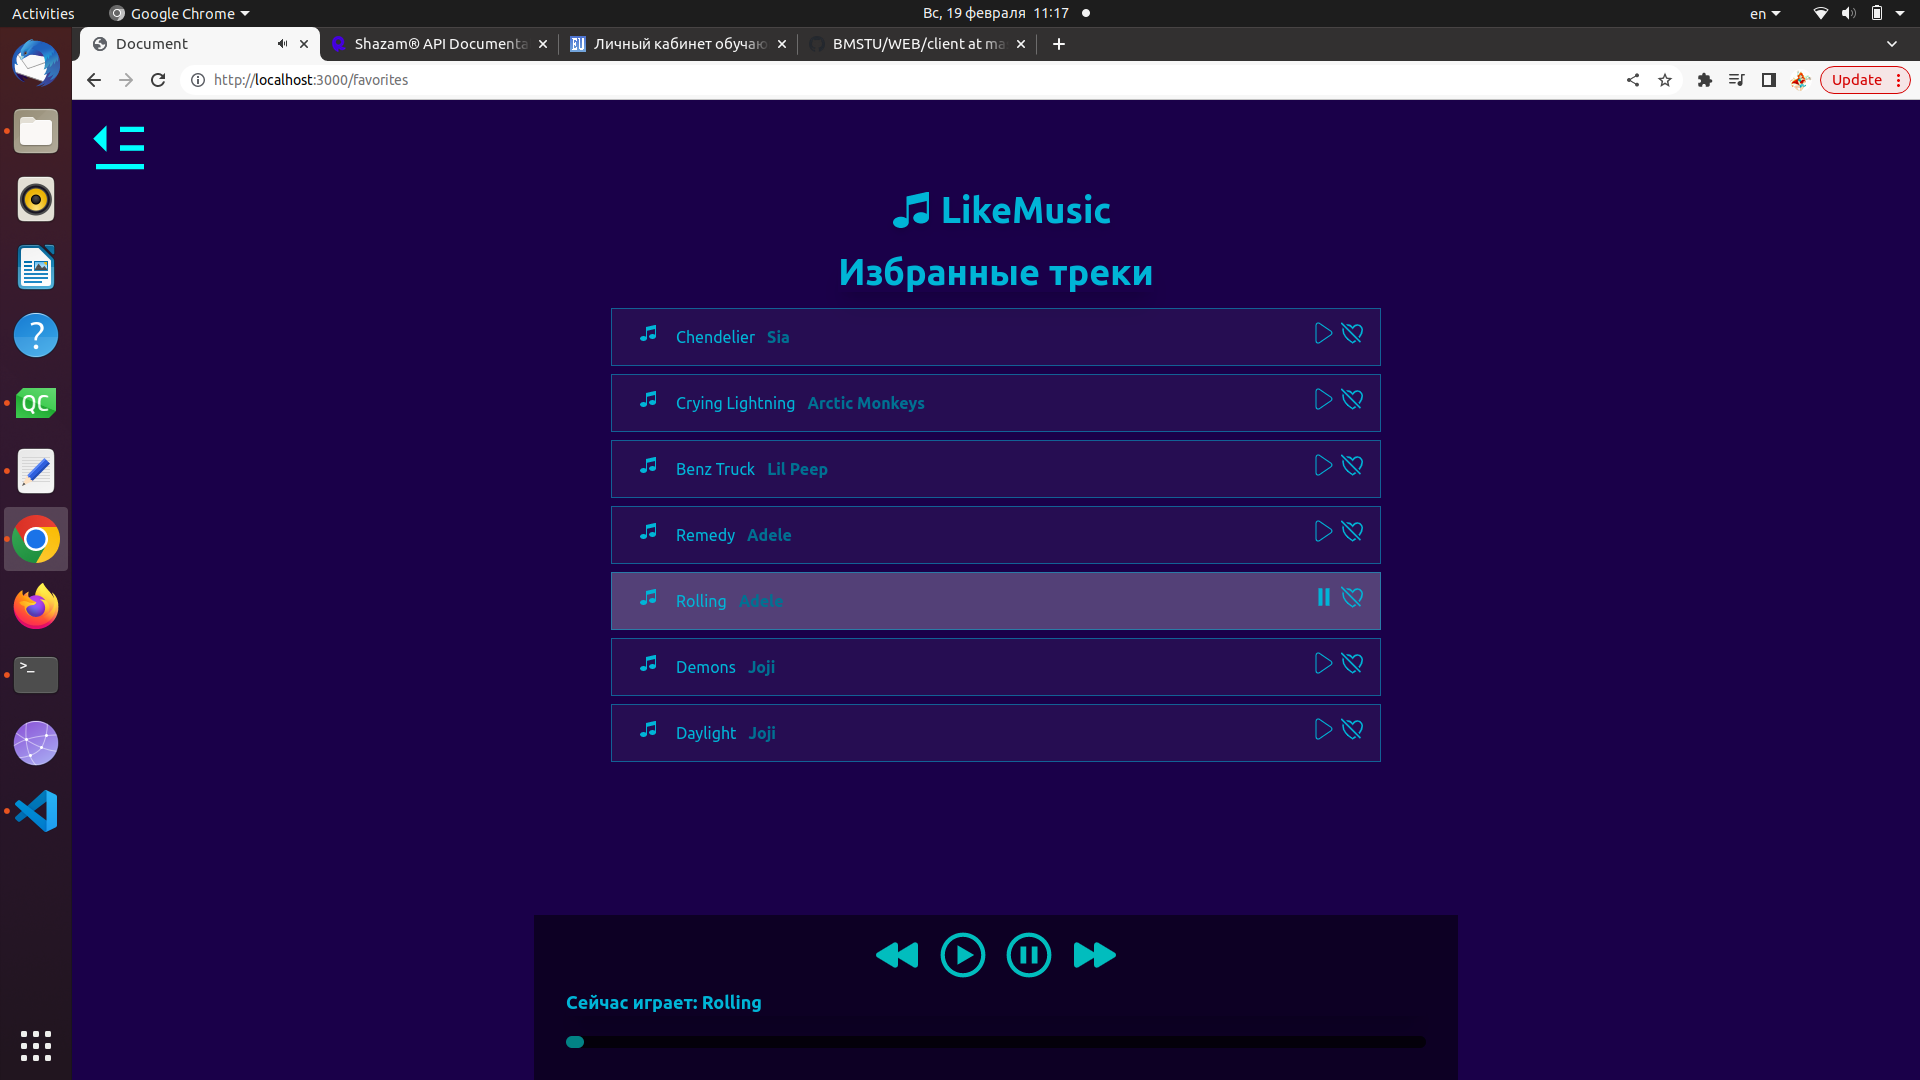 Activities
Google Chrome
Вс, 19 февраля 11:17
en
Document
Shazam® API Documenta
Личный кабинет обучаю
BMSTU/WEB/client at ma
http://localhost:3000/favorites
Update
LikeMusic
Избранные треки
Chendelier Sia
Crying Lightning Arctic Monkeys
Benz Truck Lil Peep
Remedy Adele
Rolling Adele
Demons Joji
Daylight Joji
Сейчас играет: Rolling
EU
QC
?
>_